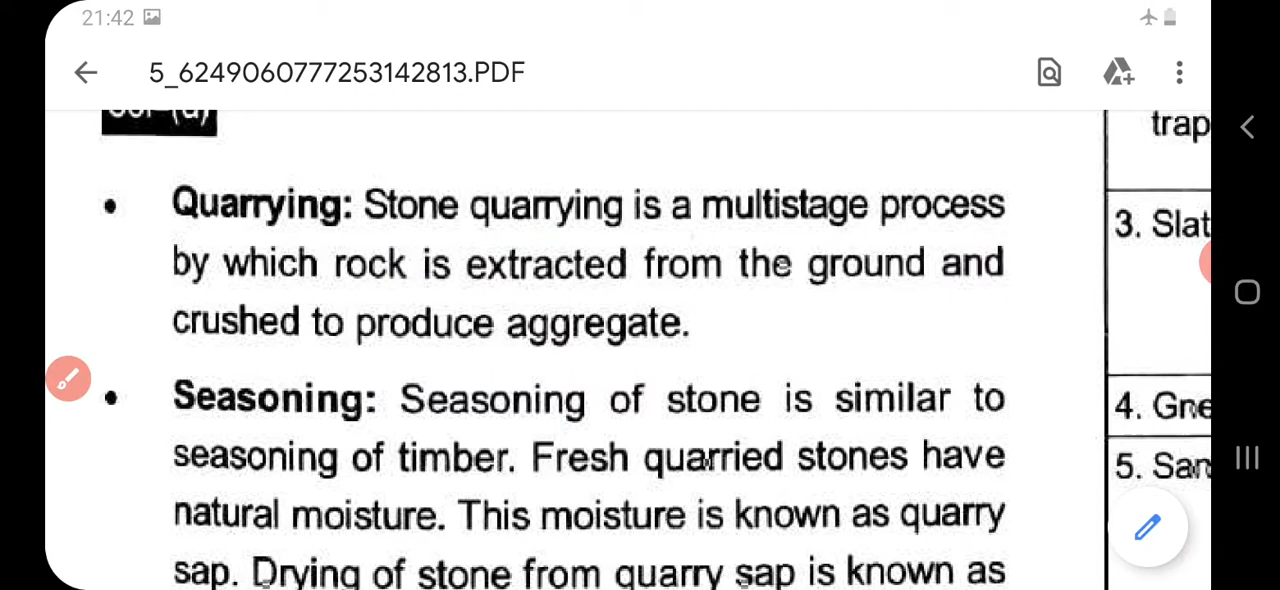 21:42
5_6249060777253142813.PDF
Quarrying: Stone quarrying is a multistage process
by which rock is extracted from the ground and
crushed to produce aggregate.
Seasoning: Seasoning of stone is similar to
seasoning of timber. Fresh quarried stones have
natural moisture. This moisture is known as quarry
sap. Drying of stone from quarry sap is known as
trap
3. Slat
4. Gne
5. San